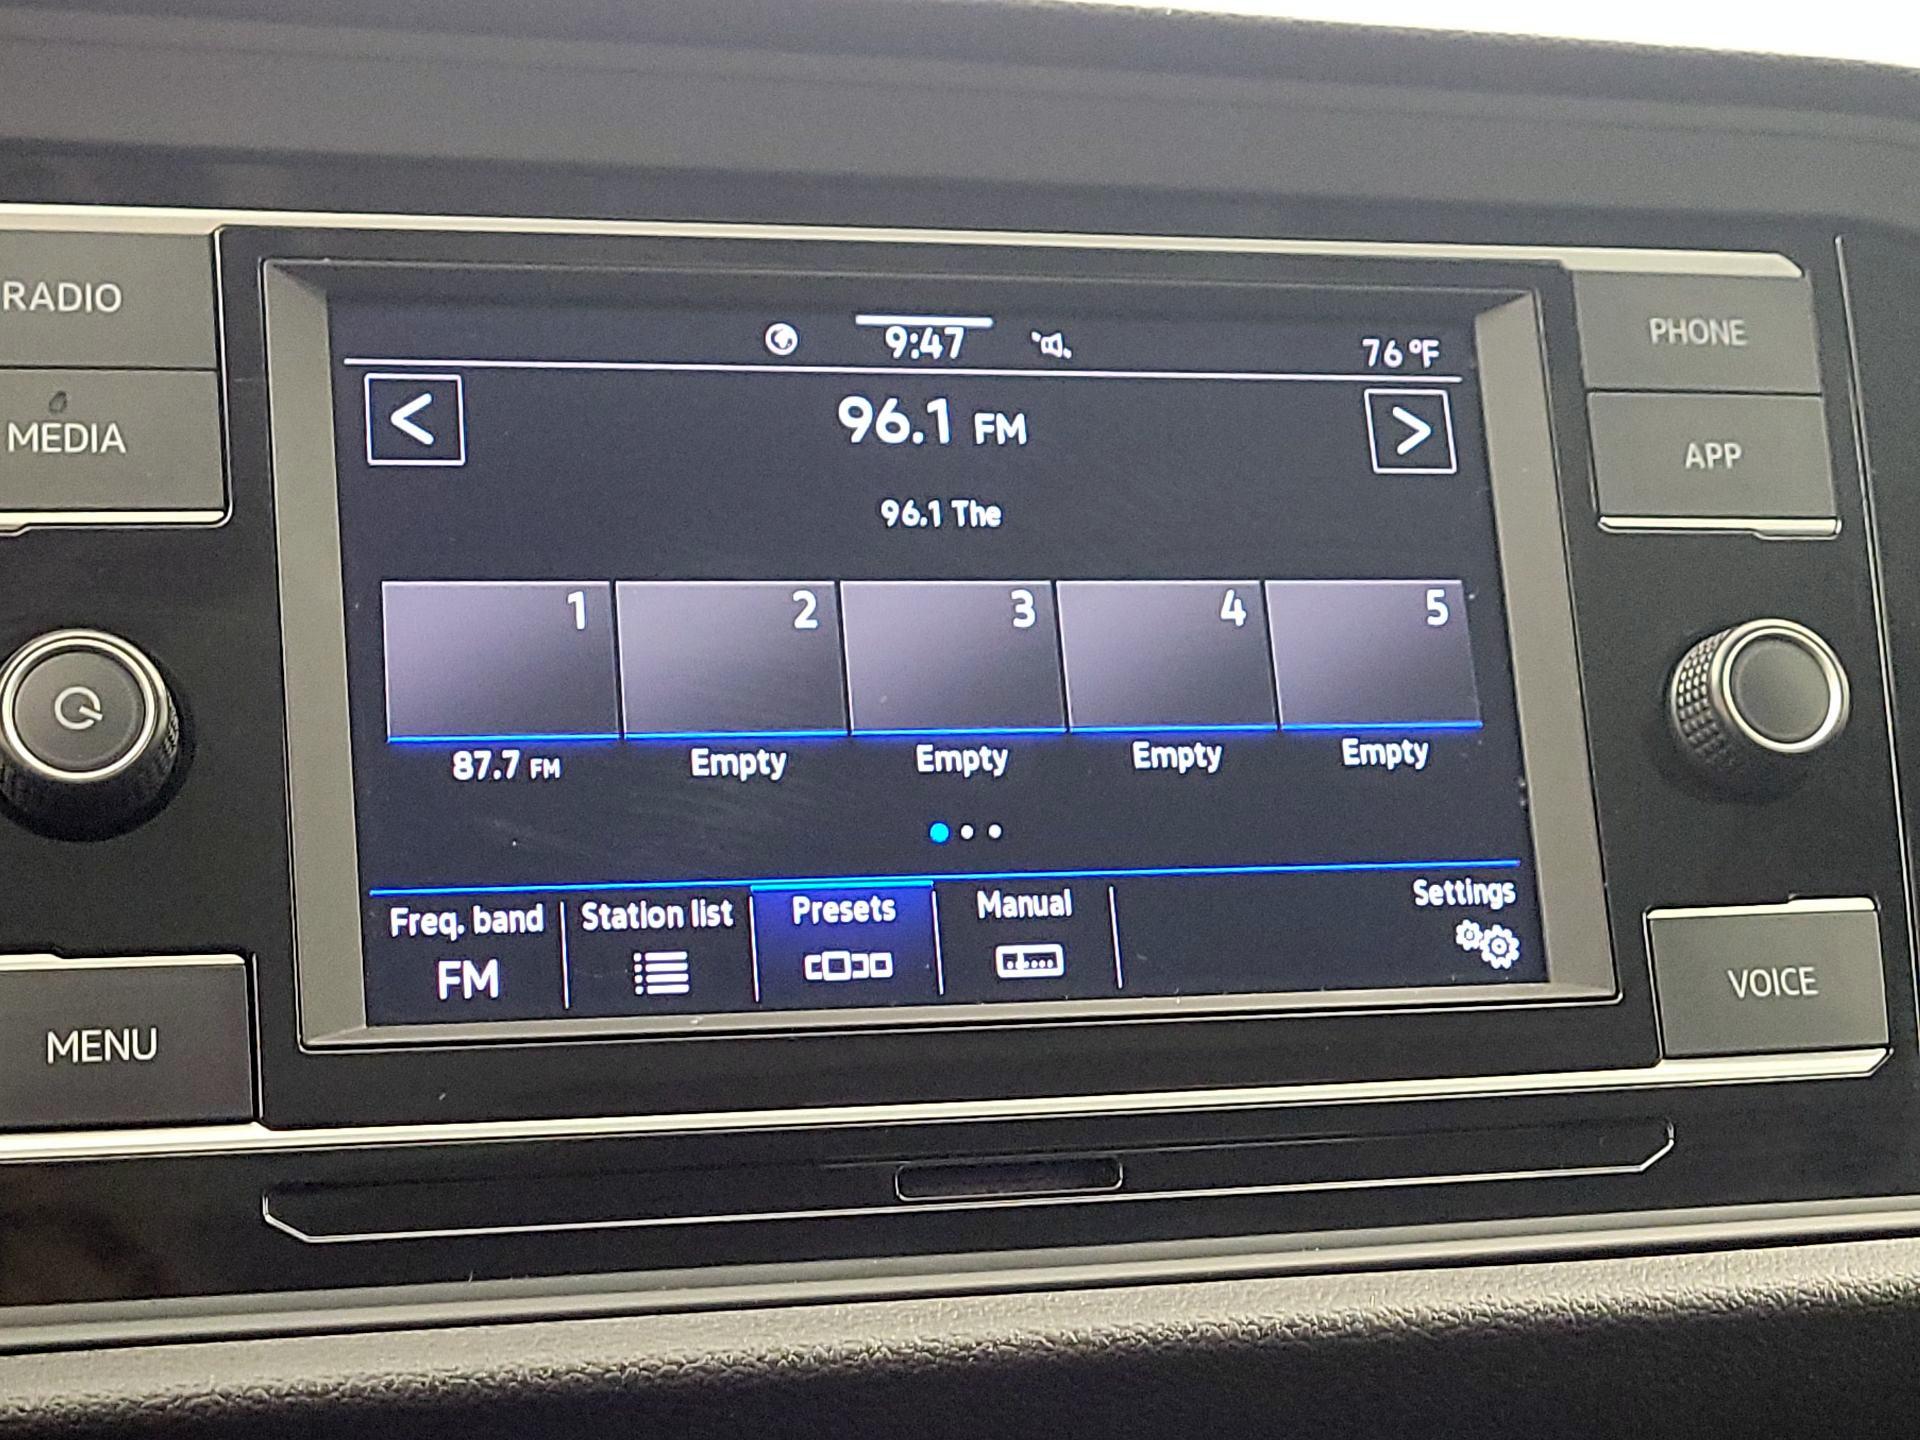 RADIO
MEDIA
MENU
9:47
76 °F
<
96.1 FM
>
96.1 The
1
2
3
4
5
87.7 FM
Empty
Empty
Empty
Empty
Freq. band
FM
Station list
Presets
Manual
Settings
PHONE
APP
VOICE